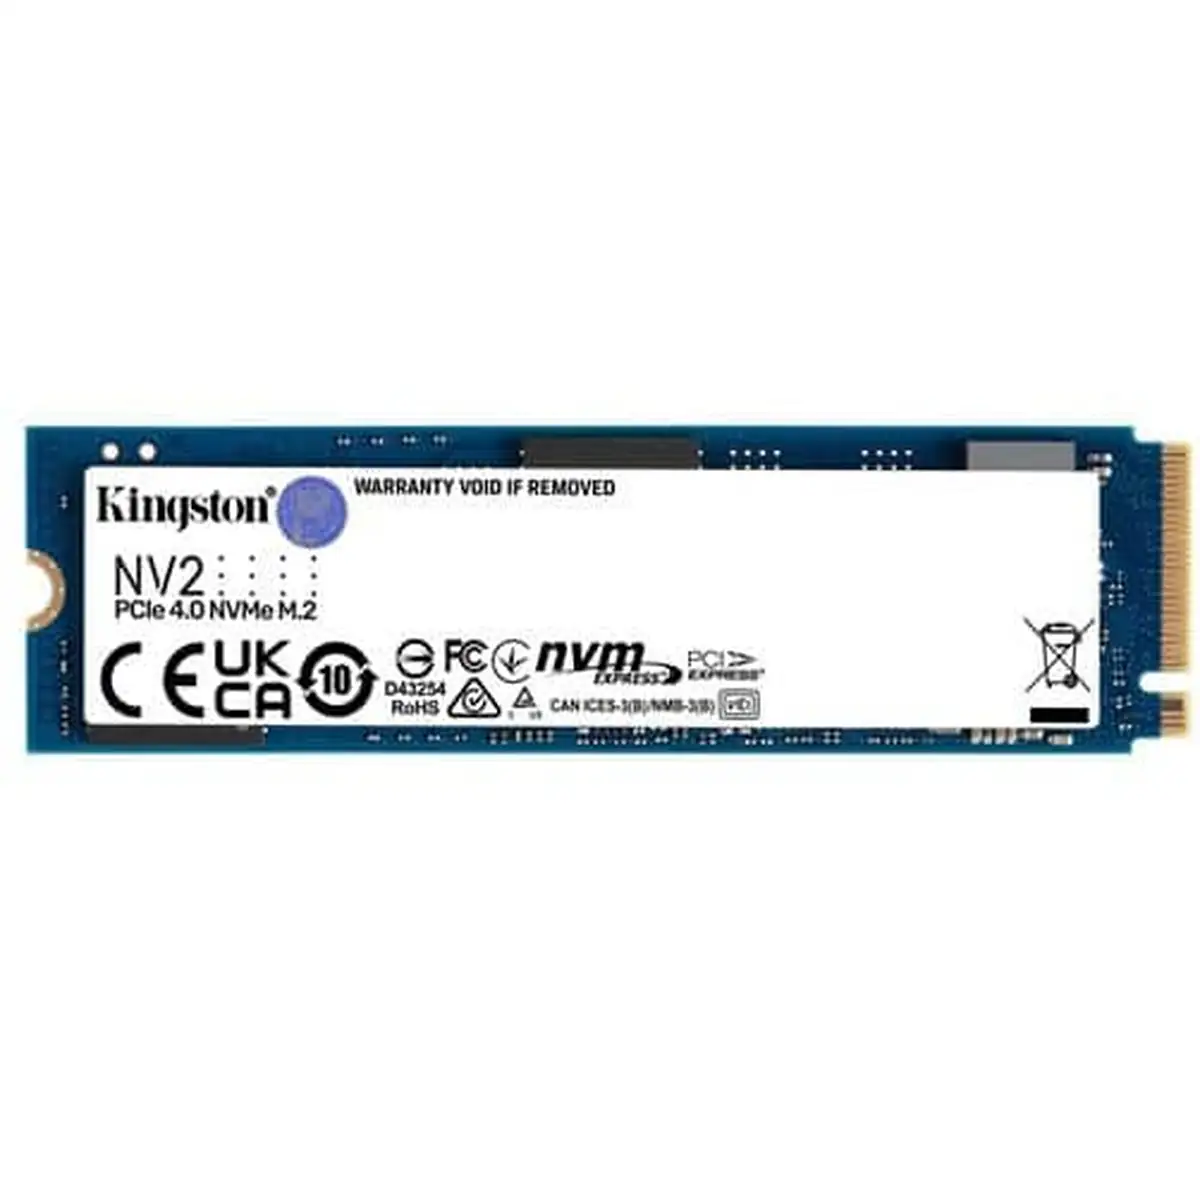 Kingston®
WARRANTY VOID IF REMOVED
NV2
PCIe 4.0 NVMe M.2
CE
UK
CA
10
D43254
RoHS
FC
nvm
EXPRESS
PCI
EXPRESS®
CAN ICES-3(B)/NMB-3(B)